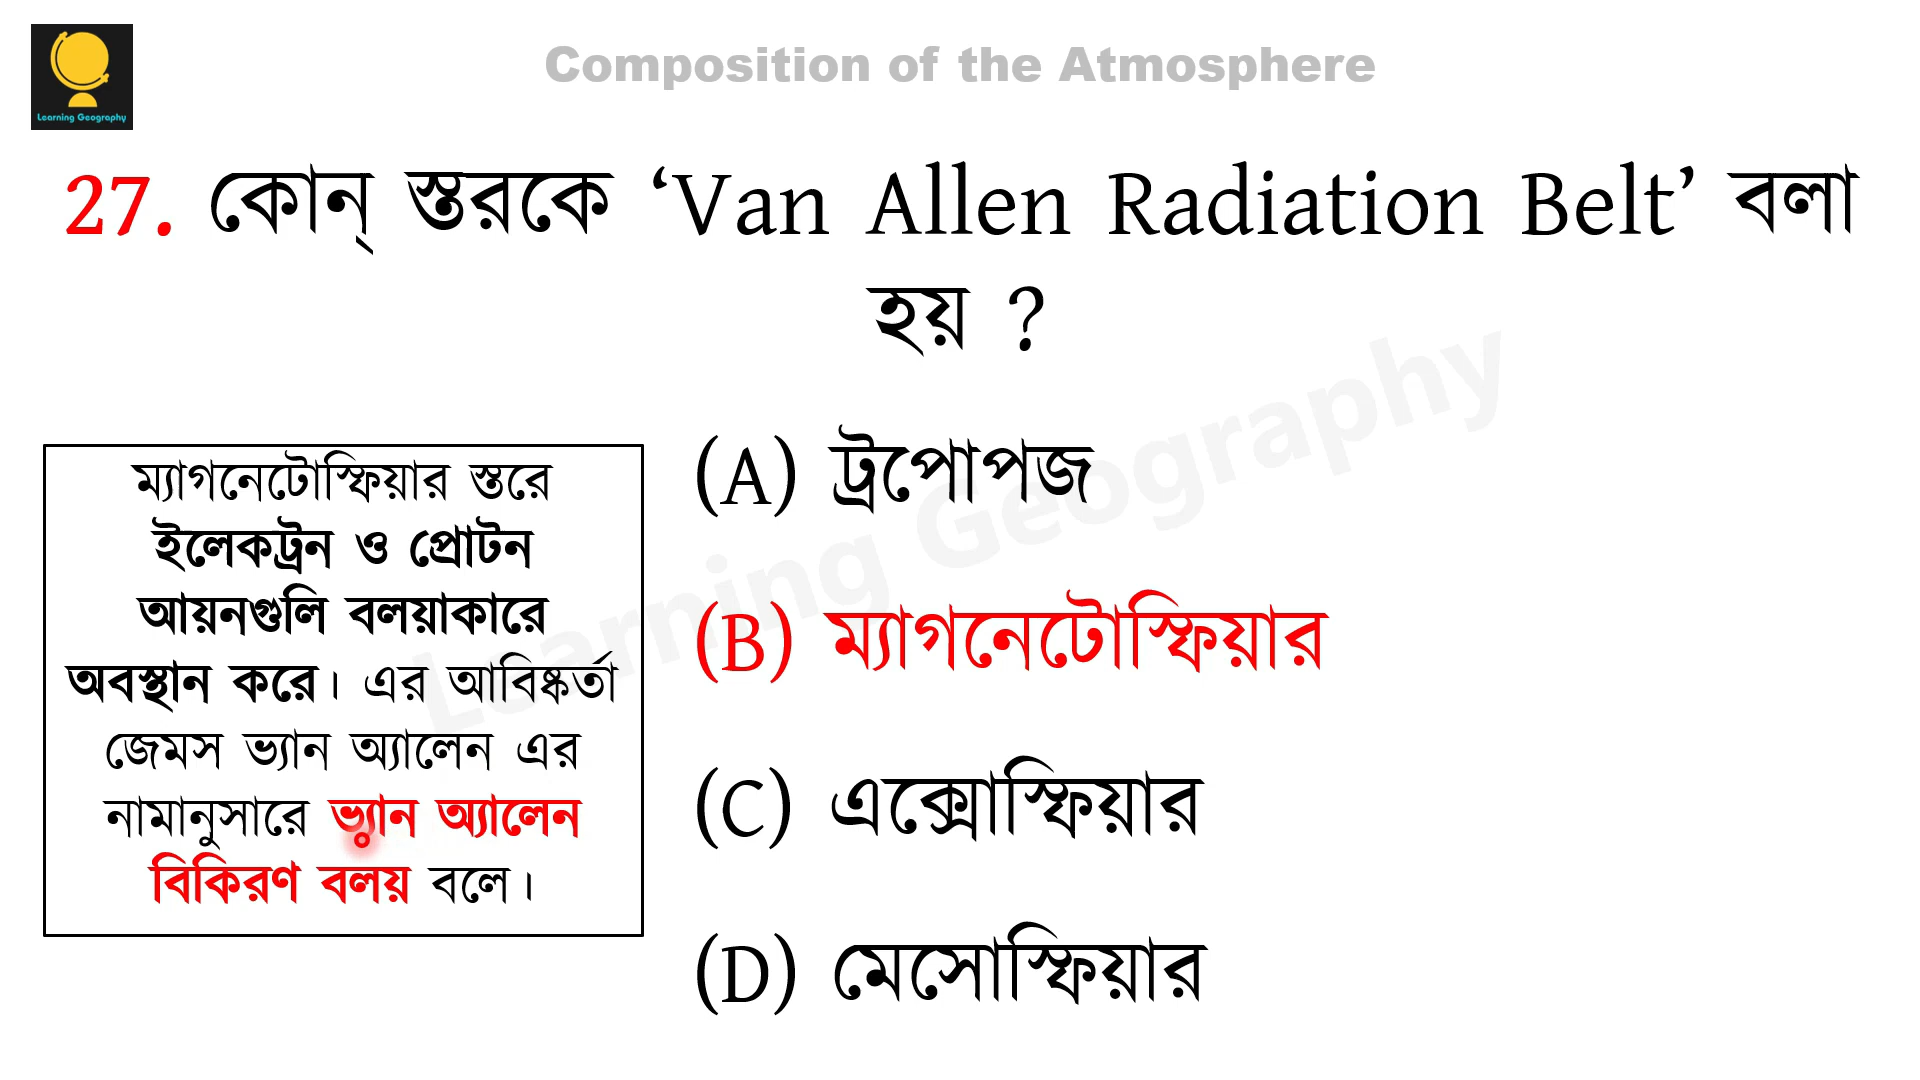 Learning Geography
Composition of the Atmosphere
27. কোন্ স্তরকে ‘Van Allen Radiation Belt’ বলা
হয় ?
ম্যাগনেটোস্ফিয়ার স্তরে
ইলেকট্রন ও প্রোটন
আয়নগুলি বলয়াকারে
অবস্থান করে। এর আবিষ্কর্তা
জেমস ভ্যান অ্যালেন এর
নামানুসারে ভ্যান অ্যালেন
বিকিরণ বলয় বলে।
(A) ট্রপোপজ
(B) ম্যাগনেটোস্ফিয়ার
(C) এক্সোস্ফিয়ার
(D) মেসোস্ফিয়ার
Learning Geography